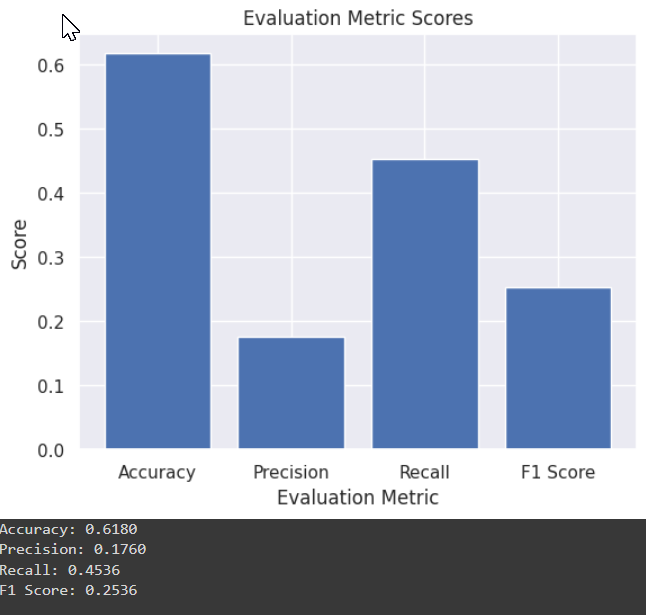 Evaluation Metric Scores
Score
0.6
0.5
0.4
0.3
0.2
0.1
0.0
Accuracy Precision Recall F1 Score
Evaluation Metric
Accuracy: 0.6180
Precision: 0.1760
Recall: 0.4536
F1 Score: 0.2536